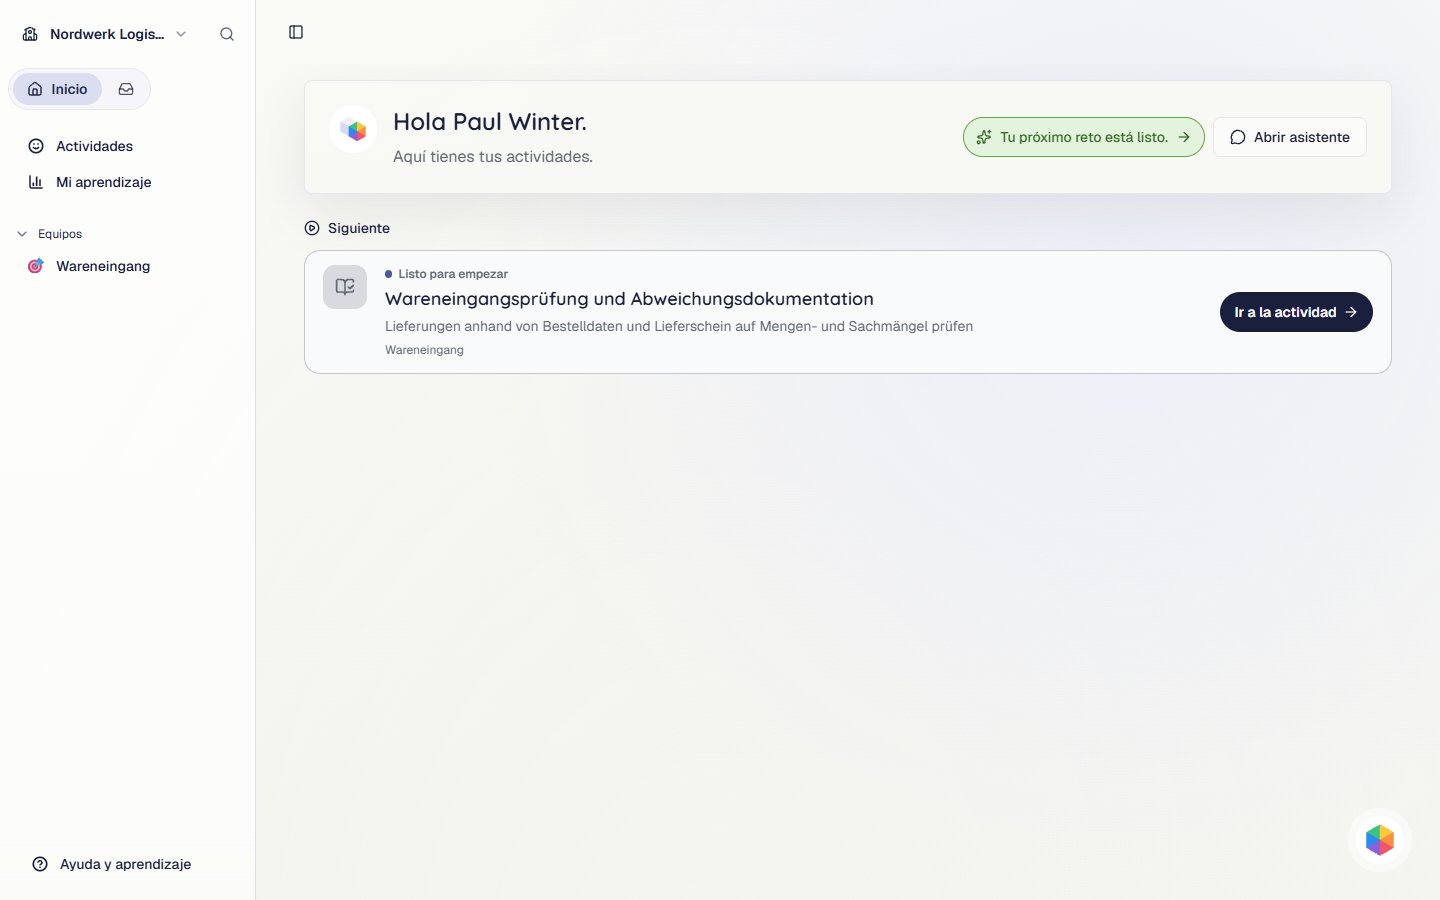 Nordwerk Logis...
Inicio
Actividades
Mi aprendizaje
Equipos
Wareneingang
Ayuda y aprendizaje
Hola Paul Winter.
Aquí tienes tus actividades.
Tu próximo reto está listo.
Abrir asistente
Siguiente
Listo para empezar
Wareneingangsprüfung und Abweichungsdokumentation
Lieferungen anhand von Bestelldaten und Lieferschein auf Mengen- und Sachmängel prüfen
Wareneingang
Ir a la actividad